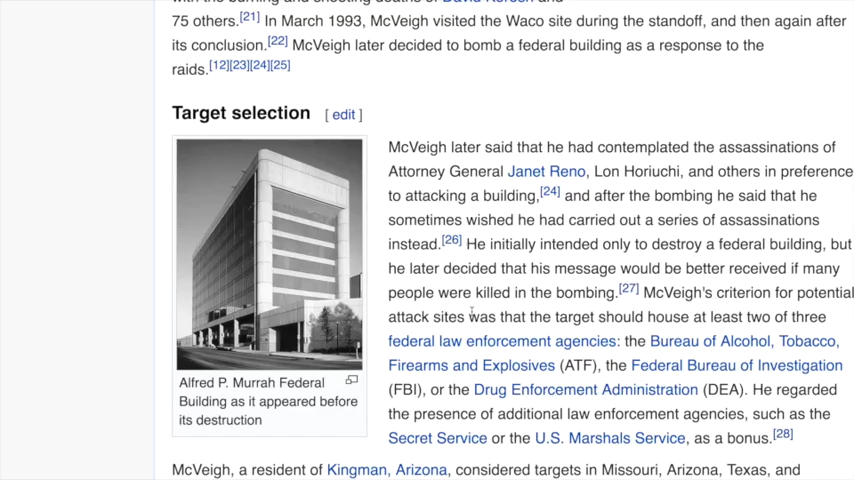 75 others.[21] In March 1993, McVeigh visited the Waco site during the standoff, and then again after
its conclusion.[22] McVeigh later decided to bomb a federal building as a response to the
raids.[12][23][24][25]
Target selection [ edit ]
Alfred P. Murrah Federal
Building as it appeared before
its destruction
McVeigh later said that he had contemplated the assassinations of
Attorney General Janet Reno, Lon Horiuchi, and others in preference
to attacking a building,[24] and after the bombing he said that he
sometimes wished he had carried out a series of assassinations
instead.[26] He initially intended only to destroy a federal building, but
he later decided that his message would be better received if many
people were killed in the bombing.[27] McVeigh's criterion for potential
attack sites was that the target should house at least two of three
federal law enforcement agencies: the Bureau of Alcohol, Tobacco,
Firearms and Explosives (ATF), the Federal Bureau of Investigation
(FBI), or the Drug Enforcement Administration (DEA). He regarded
the presence of additional law enforcement agencies, such as the
Secret Service or the U.S. Marshals Service, as a bonus.[28]
McVeigh, a resident of Kingman, Arizona, considered targets in Missouri, Arizona, Texas, and